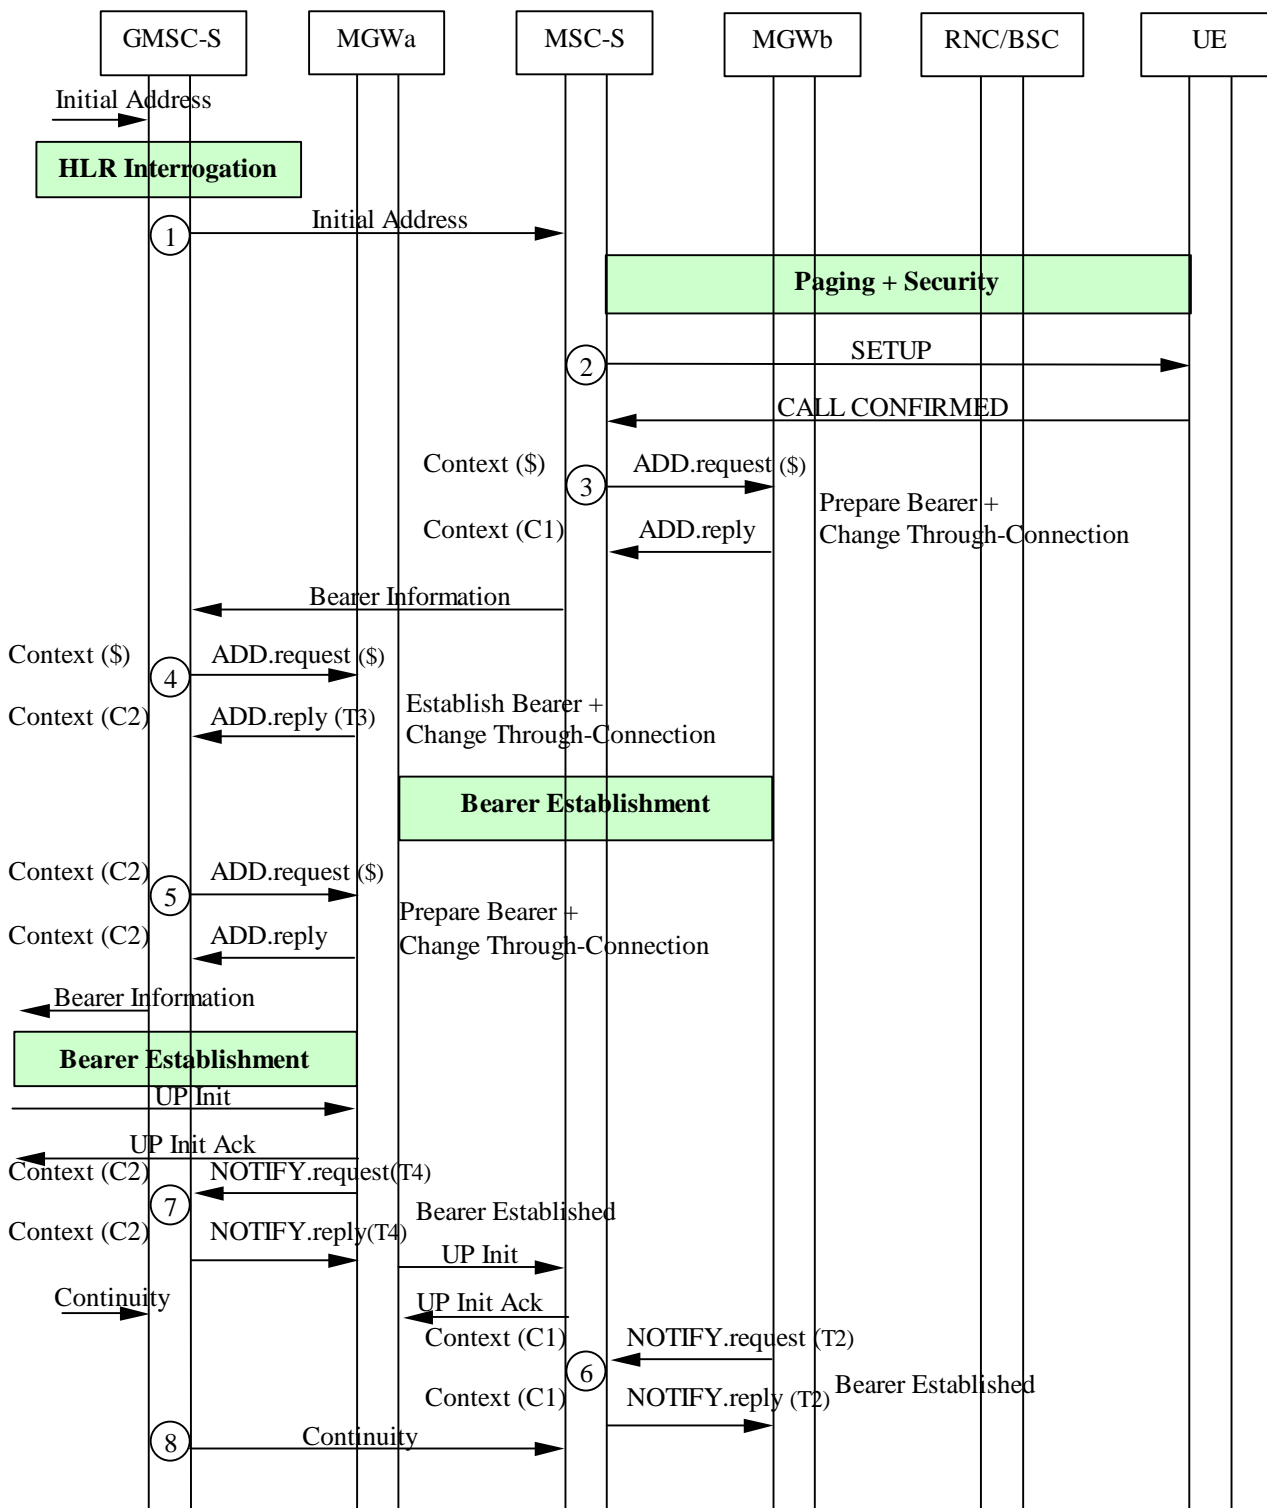 GMSC-S
MGWa
MSC-S
MGWb
RNC/BSC
UE
Initial Address
HLR Interrogation
1
Initial Address
Paging + Security
2
SETUP
CALL CONFIRMED
Context ($)
3
ADD.request ($)
Prepare Bearer +
Change Through-Connection
Context (C1)
ADD.reply
Bearer Information
Context ($)
4
ADD.request ($)
Context (C2)
ADD.reply (T3)
Establish Bearer +
Change Through-Connection
Bearer Establishment
Context (C2)
5
ADD.request ($)
Prepare Bearer +
Change Through-Connection
Context (C2)
ADD.reply
Bearer Information
Bearer Establishment
UP Init
UP Init Ack
Context (C2)
NOTIFY.request(T4)
7
Bearer Established
Context (C2)
NOTIFY.reply(T4)
UP Init
Continuity
UP Init Ack
Context (C1)
NOTIFY.request (T2)
6
Bearer Established
Context (C1)
NOTIFY.reply (T2)
8
Continuity